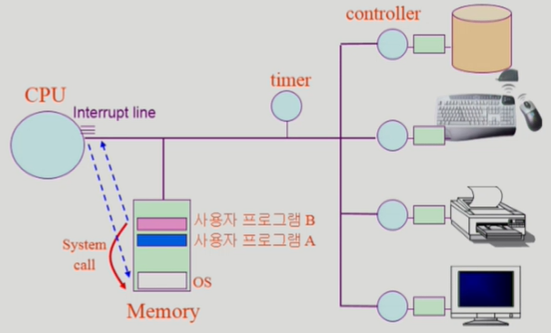 controller
timer
CPU
Interrupt line
사용자 프로그램 B
사용자 프로그램 A
System
call
OS
Memory